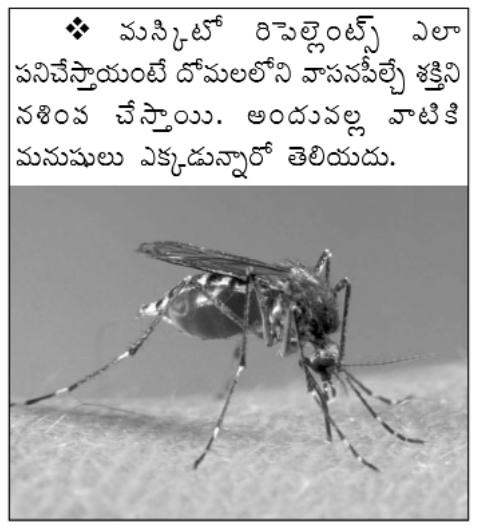 ❖ మస్కిటో రిపెల్లెంట్స్ ఎలా
పనిచేస్తాయంటే దోమలలోని వాసనపీల్చే శక్తిని
నశింవ చేస్తాయి. అందువల్ల వాటికి
మనుషులు ఎక్కడున్నారో తెలియదు.